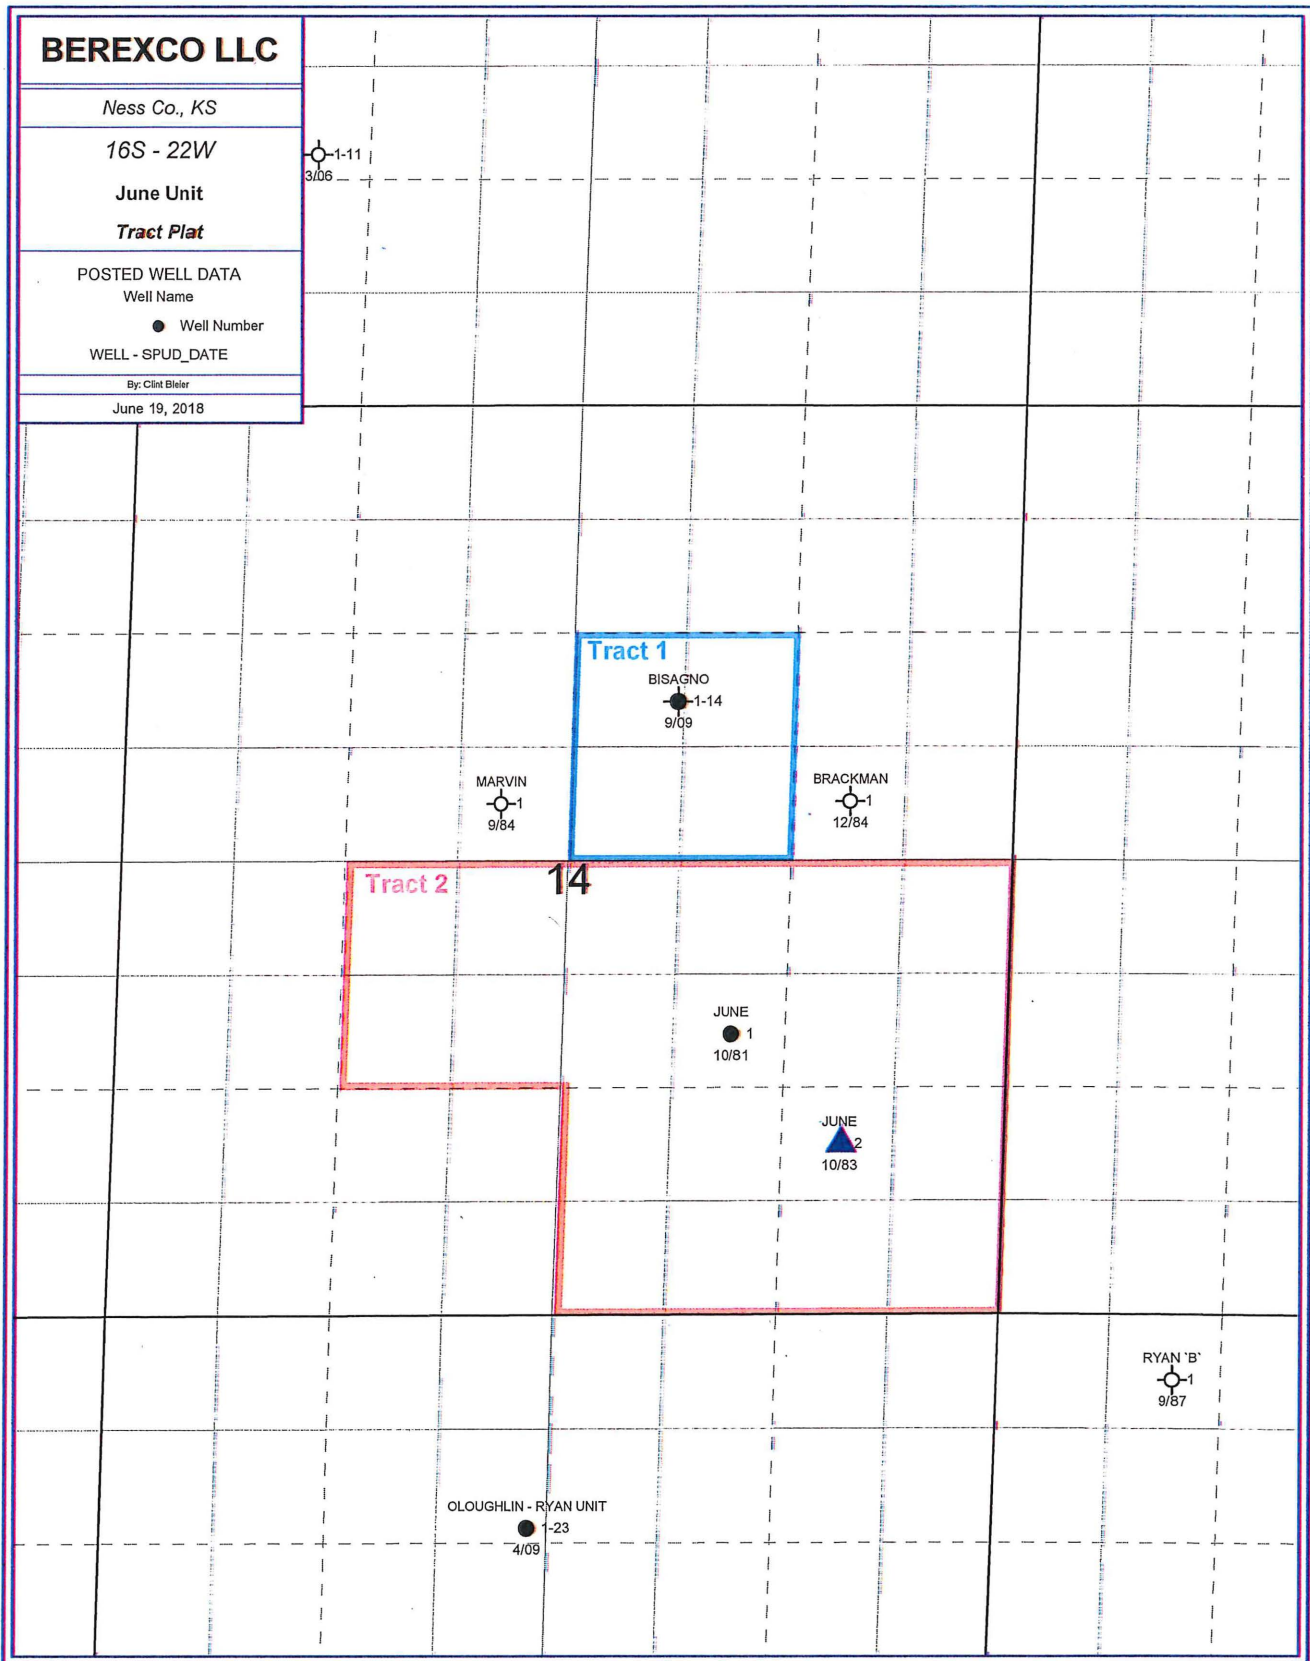 BEREXCO LLC
Ness Co., KS
16S - 22W
June Unit
Tract Plat
POSTED WELL DATA
Well Name
Well Number
WELL - SPUD_DATE
By: Clint Bleier
June 19, 2018
1-11
3/06
Tract 1
BISAGNO
1-14
9/09
MARVIN
1
9/84
BRACKMAN
1
12/84
Tract 2
14
JUNE
1
10/81
JUNE
2
10/83
RYAN `B`
1
9/87
OLOUGHLIN - RYAN UNIT
1-23
4/09